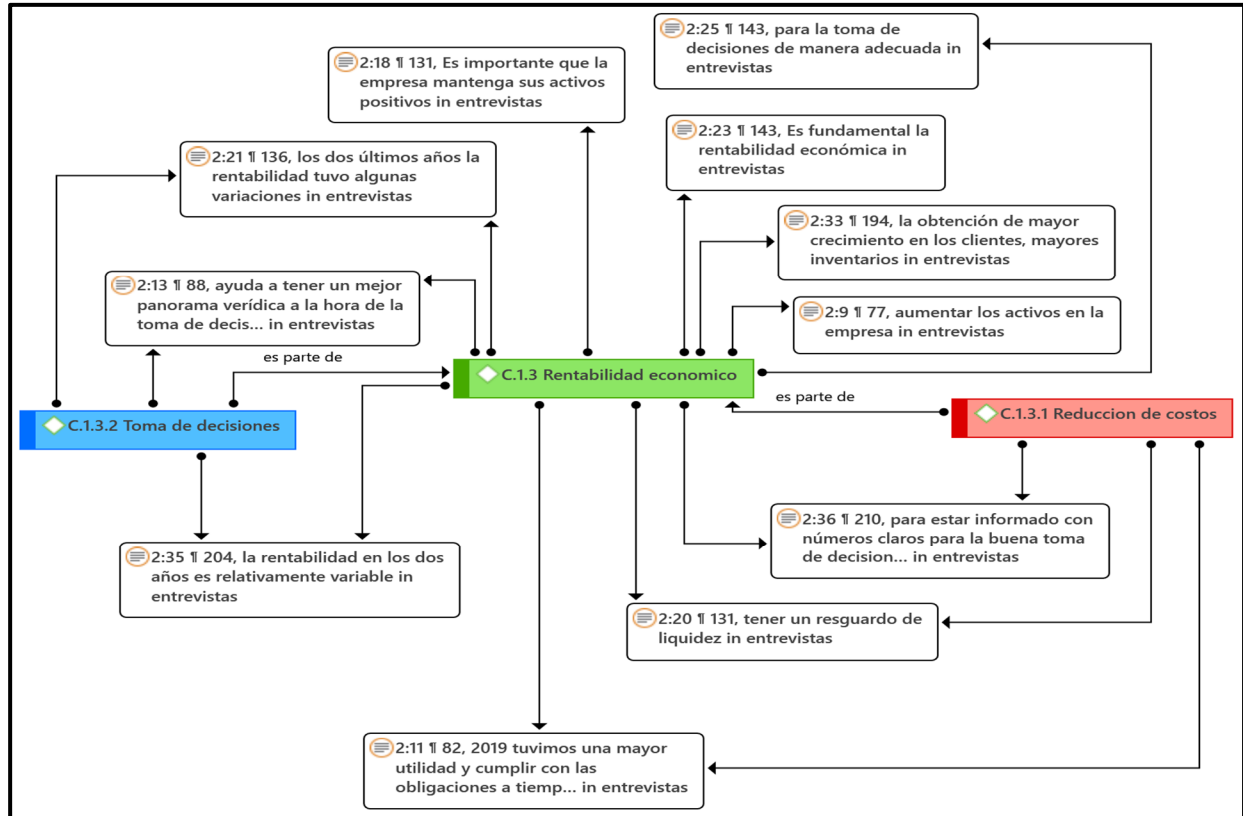 2:25 ¶ 143, para la toma de
decisiones de manera adecuada in
entrevistas
2:18 ¶ 131, Es importante que la
empresa mantenga sus activos
positivos in entrevistas
2:23 ¶ 143, Es fundamental la
rentabilidad económica in
entrevistas
2:21 ¶ 136, los dos últimos años la
rentabilidad tuvo algunas
variaciones in entrevistas
2:33 ¶ 194, la obtención de mayor
crecimiento en los clientes, mayores
inventarios in entrevistas
2:13 ¶ 88, ayuda a tener un mejor
panorama verídica a la hora de la
toma de decis... in entrevistas
2:9 ¶ 77, aumentar los activos en la
empresa in entrevistas
es parte de
C.1.3 Rentabilidad economico
es parte de
C.1.3.2 Toma de decisiones
C.1.3.1 Reduccion de costos
2:36 ¶ 210, para estar informado con
números claros para la buena toma
de decision... in entrevistas
2:35 ¶ 204, la rentabilidad en los dos
años es relativamente variable in
entrevistas
2:20 ¶ 131, tener un resguardo de
liquidez in entrevistas
2:11 ¶ 82, 2019 tuvimos una mayor
utilidad y cumplir con las
obligaciones a tiemp... in entrevistas